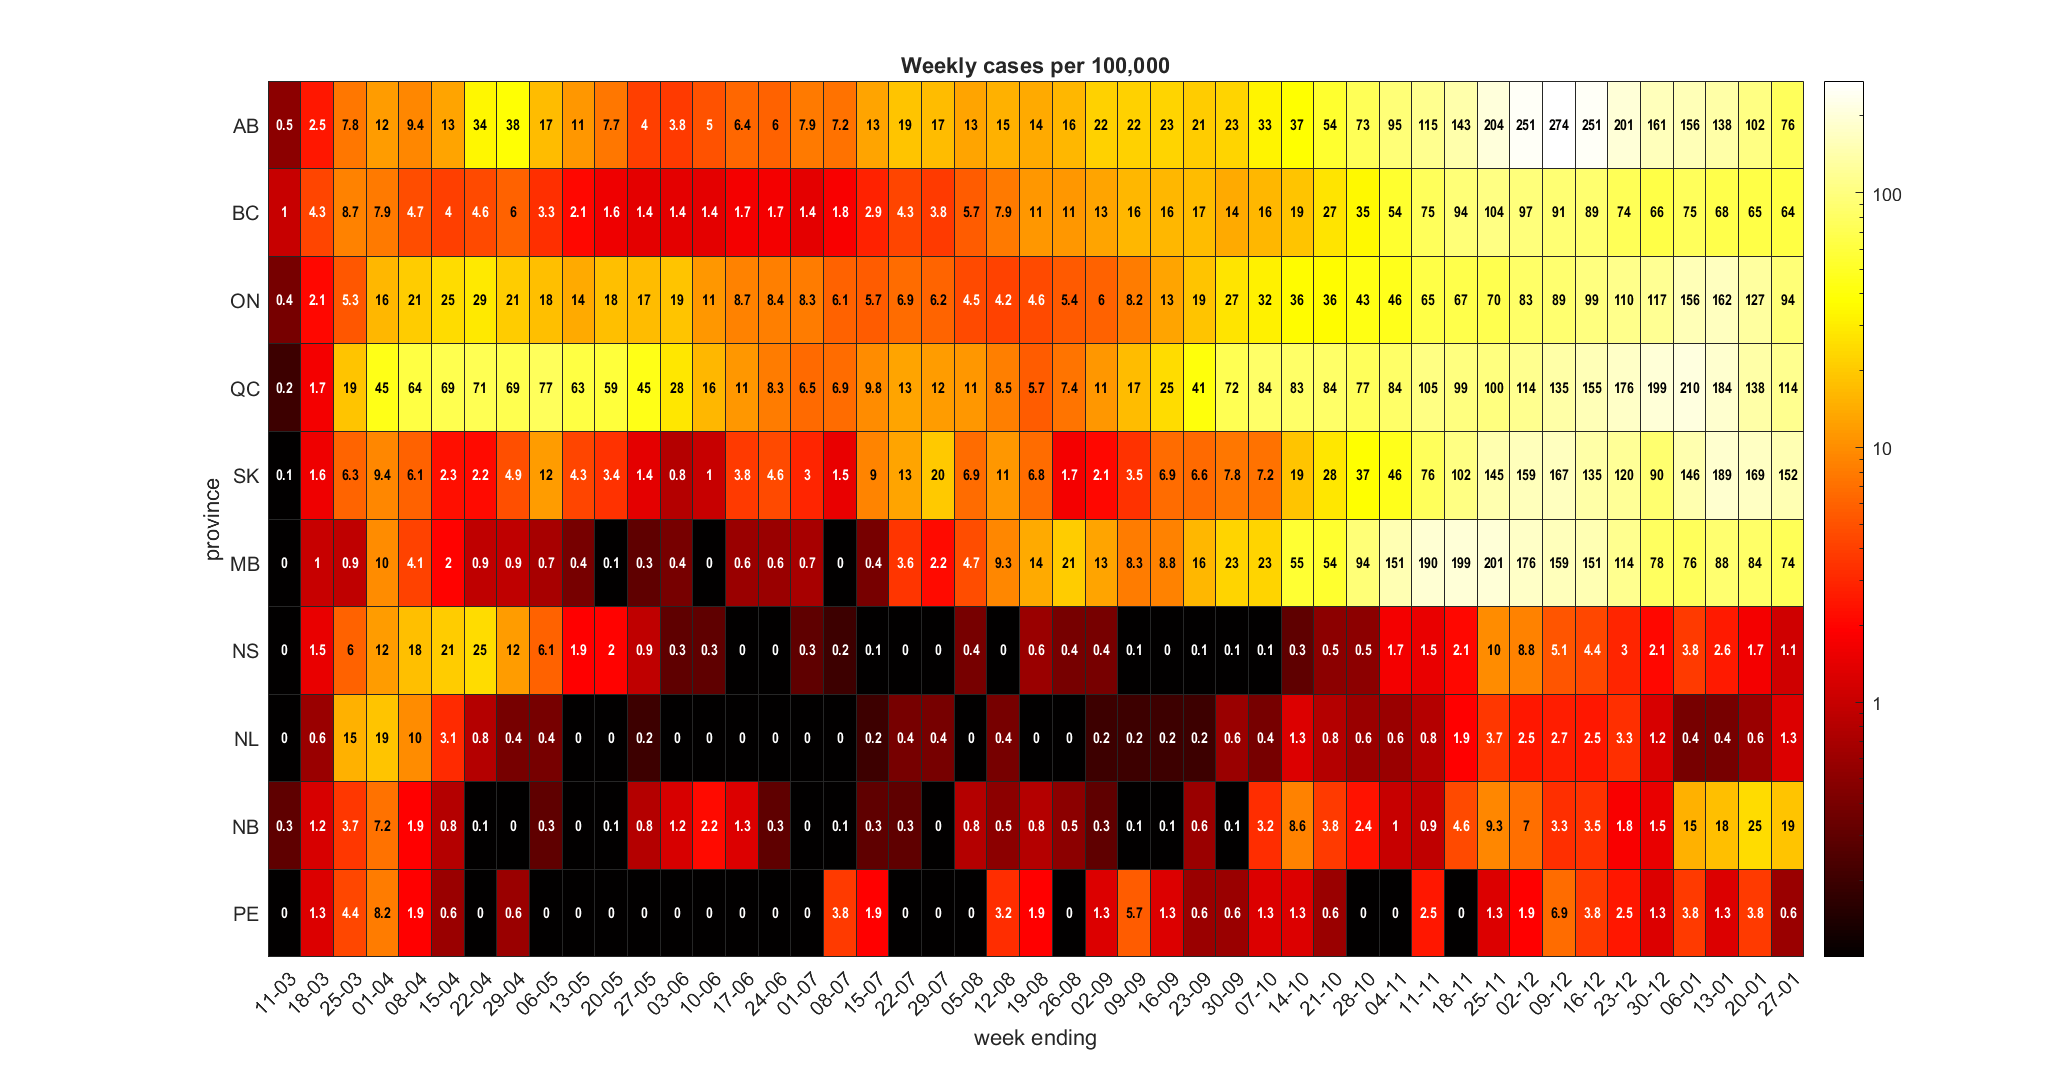 Weekly cases per 100,000
AB 0.5 2.5 7.8 12 9.4 13 34 38 17 11 7.7 4 3.8 5 6.4 6 7.9 7.2 13 19 17 13 15 14 16 22 22 23 21 23 33 37 54 73 95 115 143 204 251 274 251 201 161 156 138 102 76
BC 1 4.3 8.7 7.9 4.7 4 4.6 6 3.3 2.1 1.6 1.4 1.4 1.4 1.7 1.7 1.4 1.8 2.9 4.3 3.8 5.7 7.9 11 11 13 16 16 17 14 16 19 27 35 54 75 94 104 97 91 89 74 66 75 68 65 64
100
ON 0.4 2.1 5.3 16 21 25 29 21 18 14 18 17 19 11 8.7 8.4 8.3 6.1 5.7 6.9 6.2 4.5 4.2 4.6 5.4 6 8.2 13 19 27 32 36 36 43 46 65 67 70 83 89 99 110 117 156 162 127 94
QC 0.2 1.7 19 45 64 69 71 69 77 63 59 45 28 16 11 8.3 6.5 6.9 9.8 13 12 11 8.5 5.7 7.4 11 17 25 41 72 84 83 84 77 84 105 99 100 114 135 155 176 199 210 184 138 114
10
SK 0.1 1.6 6.3 9.4 6.1 2.3 2.2 4.9 12 4.3 3.4 1.4 0.8 1 3.8 4.6 3 1.5 9 13 20 6.9 11 6.8 1.7 2.1 3.5 6.9 6.6 7.8 7.2 19 28 37 46 76 102 145 159 167 135 120 90 146 189 169 152
province
MB 0 1 0.9 10 4.1 2 0.9 0.9 0.7 0.4 0.1 0.3 0.4 0 0.6 0.6 0.7 0 0.4 3.6 2.2 4.7 9.3 14 21 13 8.3 8.8 16 23 23 55 54 94 151 190 199 201 176 159 151 114 78 76 88 84 74
NS 0 1.5 6 12 18 21 25 12 6.1 1.9 2 0.9 0.3 0.3 0 0 0.3 0.2 0.1 0 0 0.4 0 0.6 0.4 0.4 0.1 0 0.1 0.1 0.1 0.3 0.5 0.5 1.7 1.5 2.1 10 8.8 5.1 4.4 3 2.1 3.8 2.6 1.7 1.1
1
NL 0 0.6 15 19 10 3.1 0.8 0.4 0.4 0 0 0.2 0 0 0 0 0 0 0.2 0.4 0.4 0 0.4 0 0 0.2 0.2 0.2 0.2 0.6 0.4 1.3 0.8 0.6 0.6 0.8 1.9 3.7 2.5 2.7 2.5 3.3 1.2 0.4 0.4 0.6 1.3
NB 0.3 1.2 3.7 7.2 1.9 0.8 0.1 0 0.3 0 0.1 0.8 1.2 2.2 1.3 0.3 0 0.1 0.3 0.3 0 0.8 0.5 0.8 0.5 0.3 0.1 0.1 0.6 0.1 3.2 8.6 3.8 2.4 1 0.9 4.6 9.3 7 3.3 3.5 1.8 1.5 15 18 25 19
PE 0 1.3 4.4 8.2 1.9 0.6 0 0.6 0 0 0 0 0 0 0 0 0 3.8 1.9 0 0 0 3.2 1.9 0 1.3 5.7 1.3 0.6 0.6 1.3 1.3 0.6 0 0 2.5 0 1.3 1.9 6.9 3.8 2.5 1.3 3.8 1.3 3.8 0.6
11-03 18-03 25-03 01-04 08-04 15-04 22-04 29-04 06-05 13-05 20-05 27-05 03-06 10-06 17-06 24-06 01-07 08-07 15-07 22-07 29-07 05-08 12-08 19-08 26-08 02-09 09-09 16-09 23-09 30-09 07-10 14-10 21-10 28-10 04-11 11-11 18-11 25-11 02-12 09-12 16-12 23-12 30-12 06-01 13-01 20-01 27-01
week ending